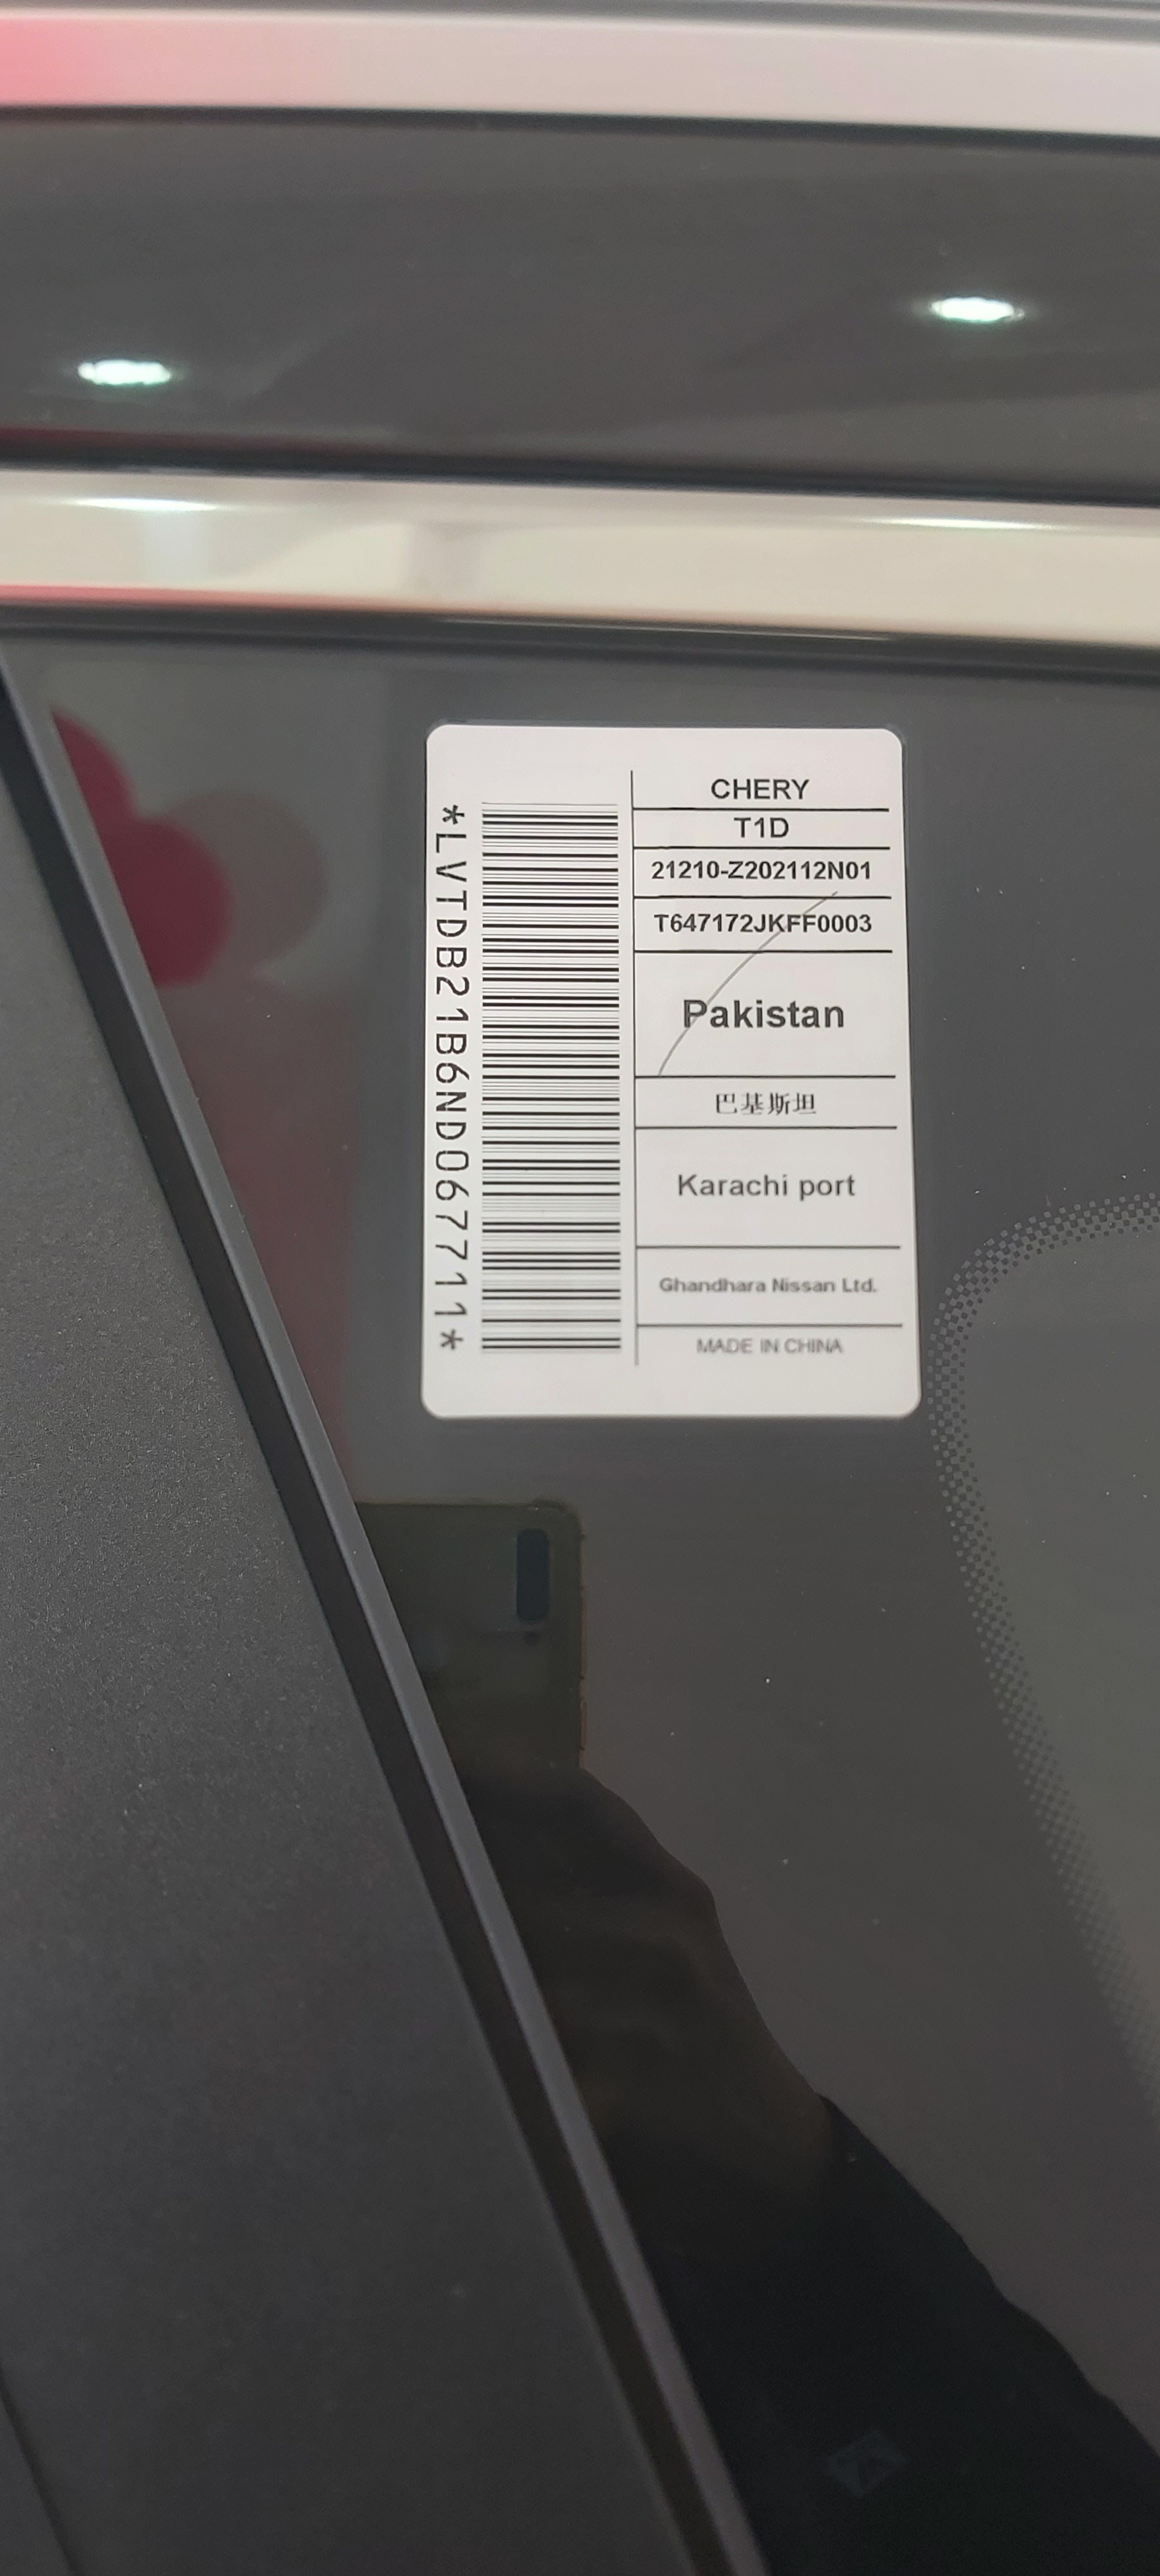 *LVTDB21B6ND067711*
CHERY
T1D
21210-Z202112N01
T647172JKFF0003
Pakistan
巴基斯坦
Karachi port
Ghandhara Nissan Ltd.
MADE IN CHINA